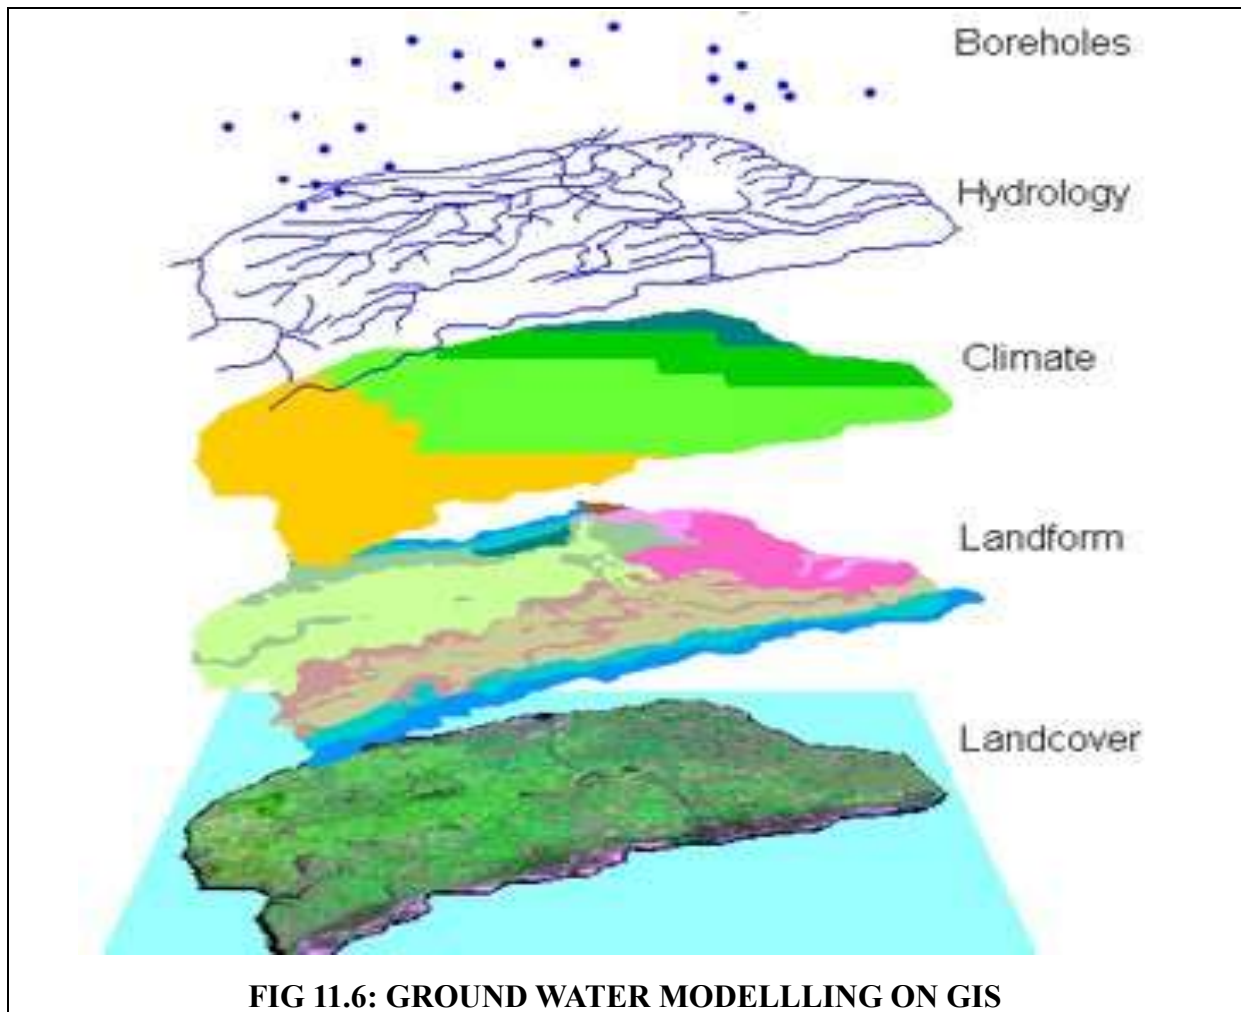 Boreholes
Hydrology
Climate
Landform
Landcover
FIG 11.6: GROUND WATER MODELLLING ON GIS